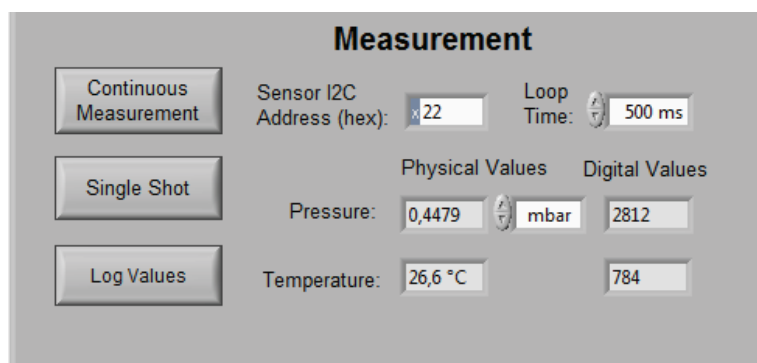 Measurement
Continuous
Measurement
Sensor I2C
Address (hex):
x 22
Loop
Time:
500 ms
Physical Values
Digital Values
Single Shot
Pressure:
0,4479
mbar
2812
Log Values
Temperature:
26,6 °C
784